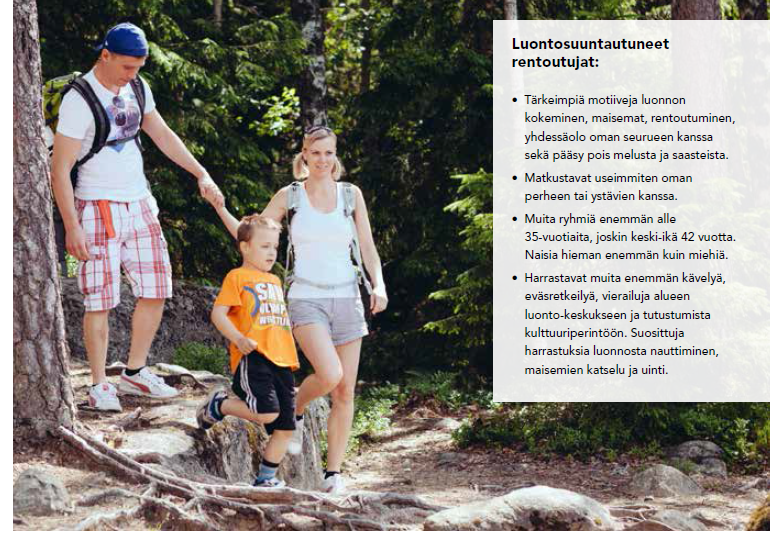 Luontosuuntautuneet
rentoutujat:
• Tärkeimpiä motiiveja luonnon
kokeminen, maisemat, rentoutuminen,
yhdessäolo oman seurueen kanssa
sekä pääsy pois melusta ja saasteista.
• Matkustavat useimmiten oman
perheen tai ystävien kanssa.
• Muita ryhmiä enemmän alle
35-vuotiaita, joskin keski-ikä 42 vuotta.
Naisia hieman enemmän kuin miehiä.
• Harrastavat muita enemmän kävelyä,
eväsretkeilyä, vierailuja alueen
luonto-keskukseen ja tutustumista
kulttuuriperintöön. Suosittuja
harrastuksia luonnosta nauttiminen,
maisemien katselu ja uinti.